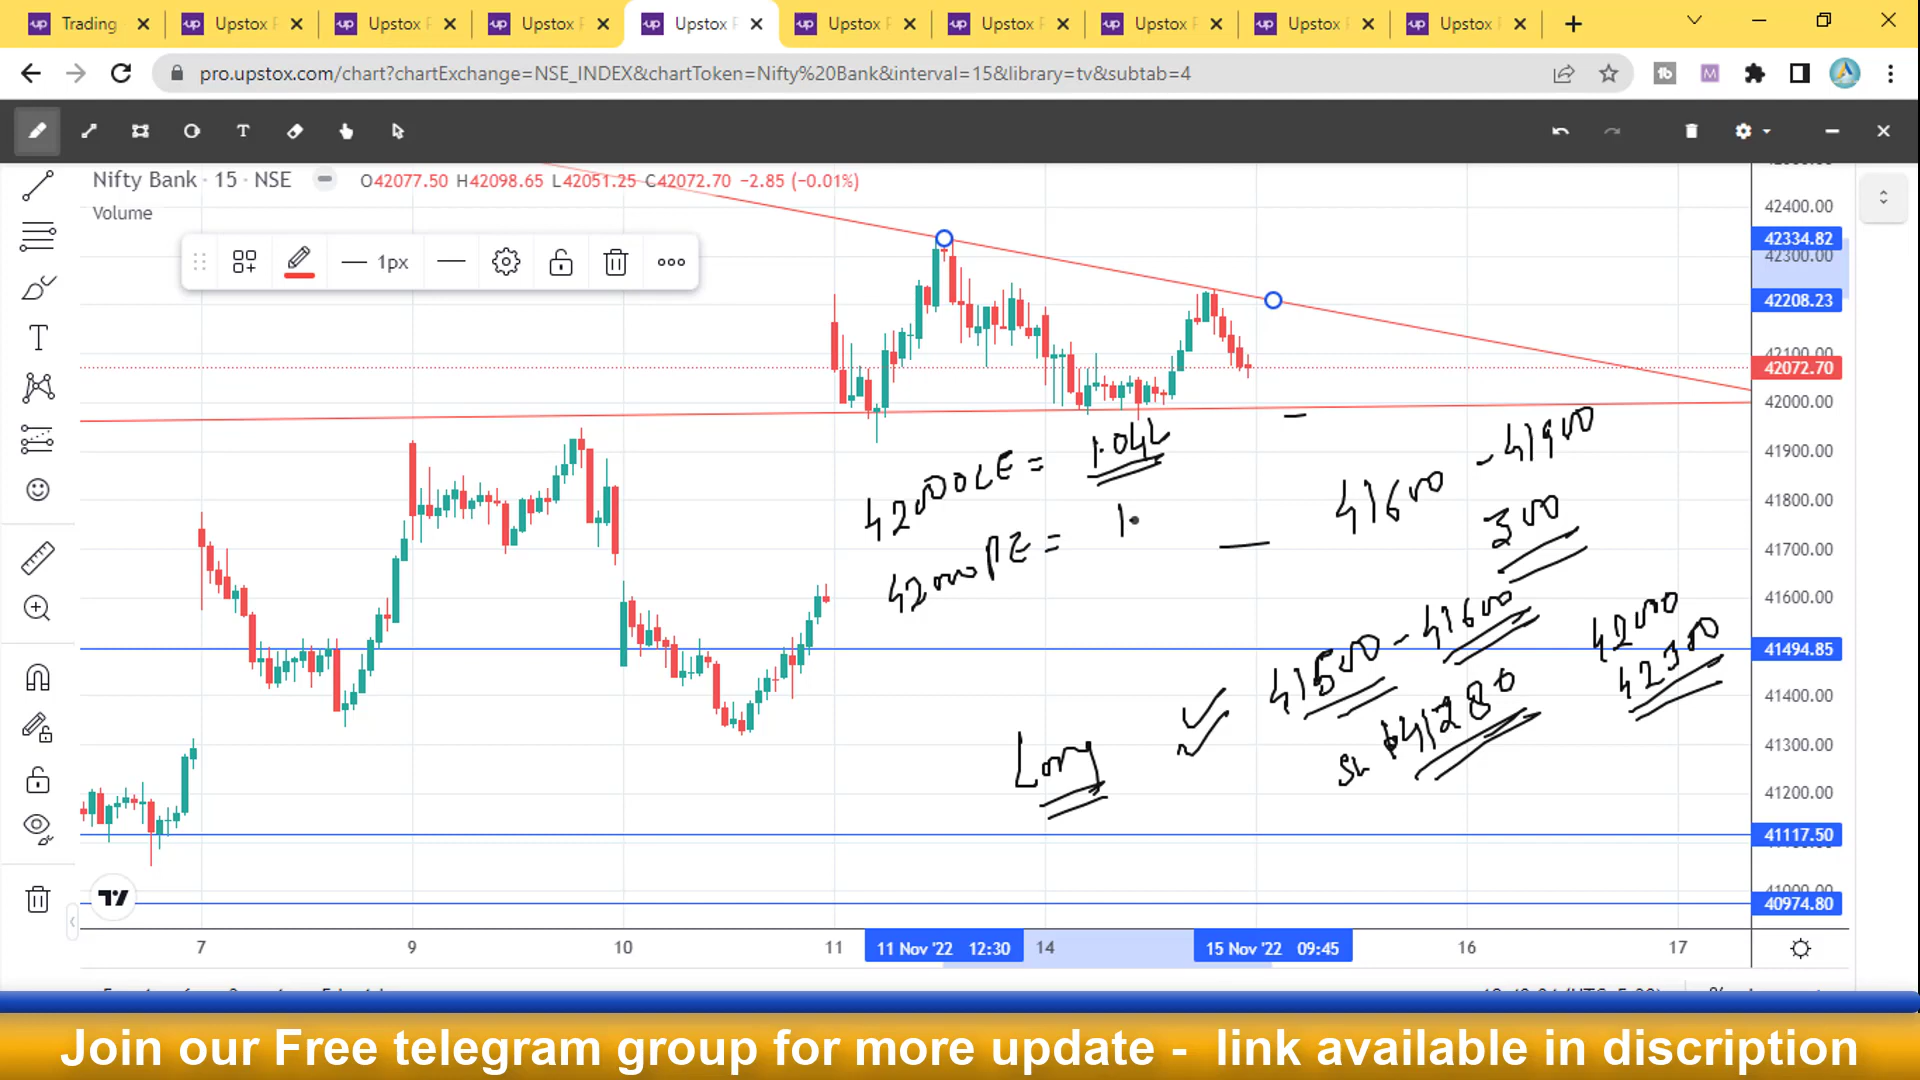 Trading
Upstox P
Upstox P
Upstox P
Upstox P
Upstox P
Upstox P
Upstox P
Upstox P
Upstox P
pro.upstox.com/chart?chartExchange=NSE_INDEX&chartToken=Nifty%20Bank&interval=15&library=tv&subtab=4
Nifty Bank · 15 · NSE O42077.50 H42098.65 L42051.25 C42072.70 −2.85 (−0.01%)
Volume
1px
42400.00
42334.82
42300.00
42208.23
42100.00
42072.70
42000.00
41900.00
41800.00
41700.00
41600.00
41494.85
41400.00
41300.00
41200.00
41117.50
41000.00
40974.80
42000CE = 1.04L
42000PE = 1.
41600 - 41900
300
41500 - 41600
42000
42300
SL 41280
Long
7 9 10 11 11 Nov '22 12:30 14 15 Nov '22 09:45 16 17
Join our Free telegram group for more update - link available in discription